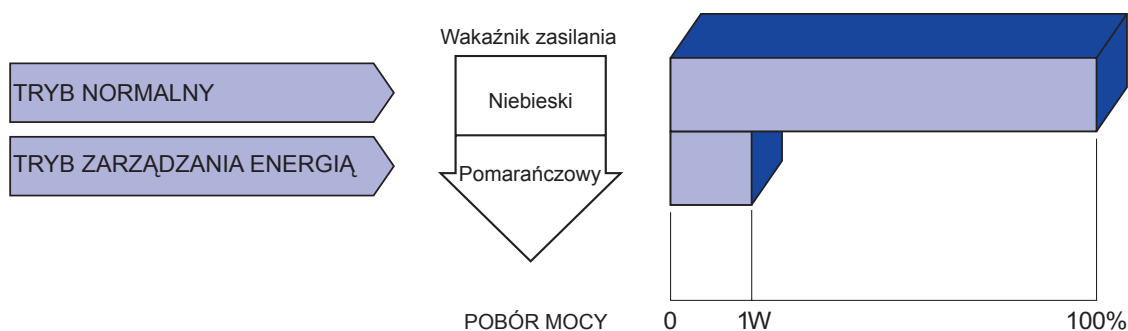 Wakaźnik zasilania
TRYB NORMALNY
Niebieski
TRYB ZARZĄDZANIA ENERGIĄ
Pomarańczowy
POBÓR MOCY 0 1W 100%